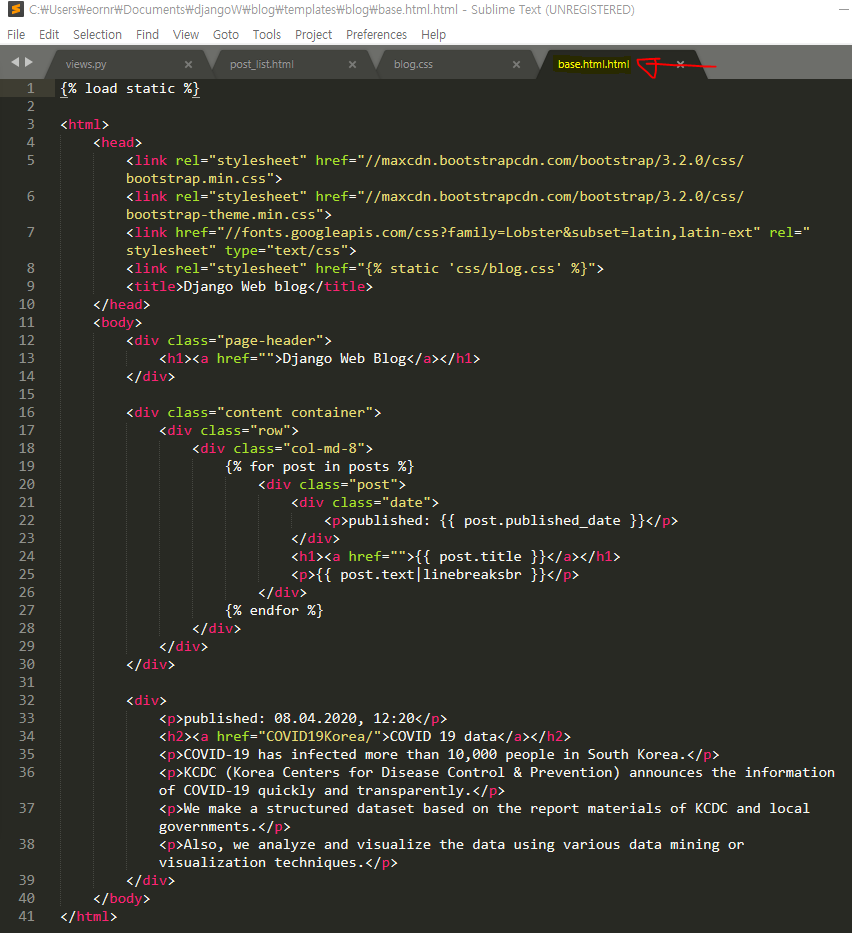 C:￦Users￦eornr￦Documents￦djangoW￦blog￦templates￦blog￦base.html.html - Sublime Text (UNREGISTERED)
File Edit Selection Find View Goto Tools Project Preferences Help
views.py × post_list.html × blog.css × base.html.html ×
1 {% load static %}
2
3 <html>
4 <head>
5 <link rel="stylesheet" href="//maxcdn.bootstrapcdn.com/bootstrap/3.2.0/css/
bootstrap.min.css">
6 <link rel="stylesheet" href="//maxcdn.bootstrapcdn.com/bootstrap/3.2.0/css/
bootstrap-theme.min.css">
7 <link href="//fonts.googleapis.com/css?family=Lobster&subset=latin,latin-ext" rel="
stylesheet" type="text/css">
8 <link rel="stylesheet" href="{% static 'css/blog.css' %}">
9 <title>Django Web blog</title>
10 </head>
11 <body>
12 <div class="page-header">
13 <h1><a href="">Django Web Blog</a></h1>
14 </div>
15
16 <div class="content container">
17 <div class="row">
18 <div class="col-md-8">
19 {% for post in posts %}
20 <div class="post">
21 <div class="date">
22 <p>published: {{ post.published_date }}</p>
23 </div>
24 <h1><a href="">{{ post.title }}</a></h1>
25 <p>{{ post.text|linebreaksbr }}</p>
26 </div>
27 {% endfor %}
28 </div>
29 </div>
30 </div>
31
32 <div>
33 <p>published: 08.04.2020, 12:20</p>
34 <h2><a href="COVID19Korea/">COVID 19 data</a></h2>
35 <p>COVID-19 has infected more than 10,000 people in South Korea.</p>
36 <p>KCDC (Korea Centers for Disease Control & Prevention) announces the information
of COVID-19 quickly and transparently.</p>
37 <p>We make a structured dataset based on the report materials of KCDC and local
governments.</p>
38 <p>Also, we analyze and visualize the data using various data mining or
visualization techniques.</p>
39 </div>
40 </body>
41 </html>